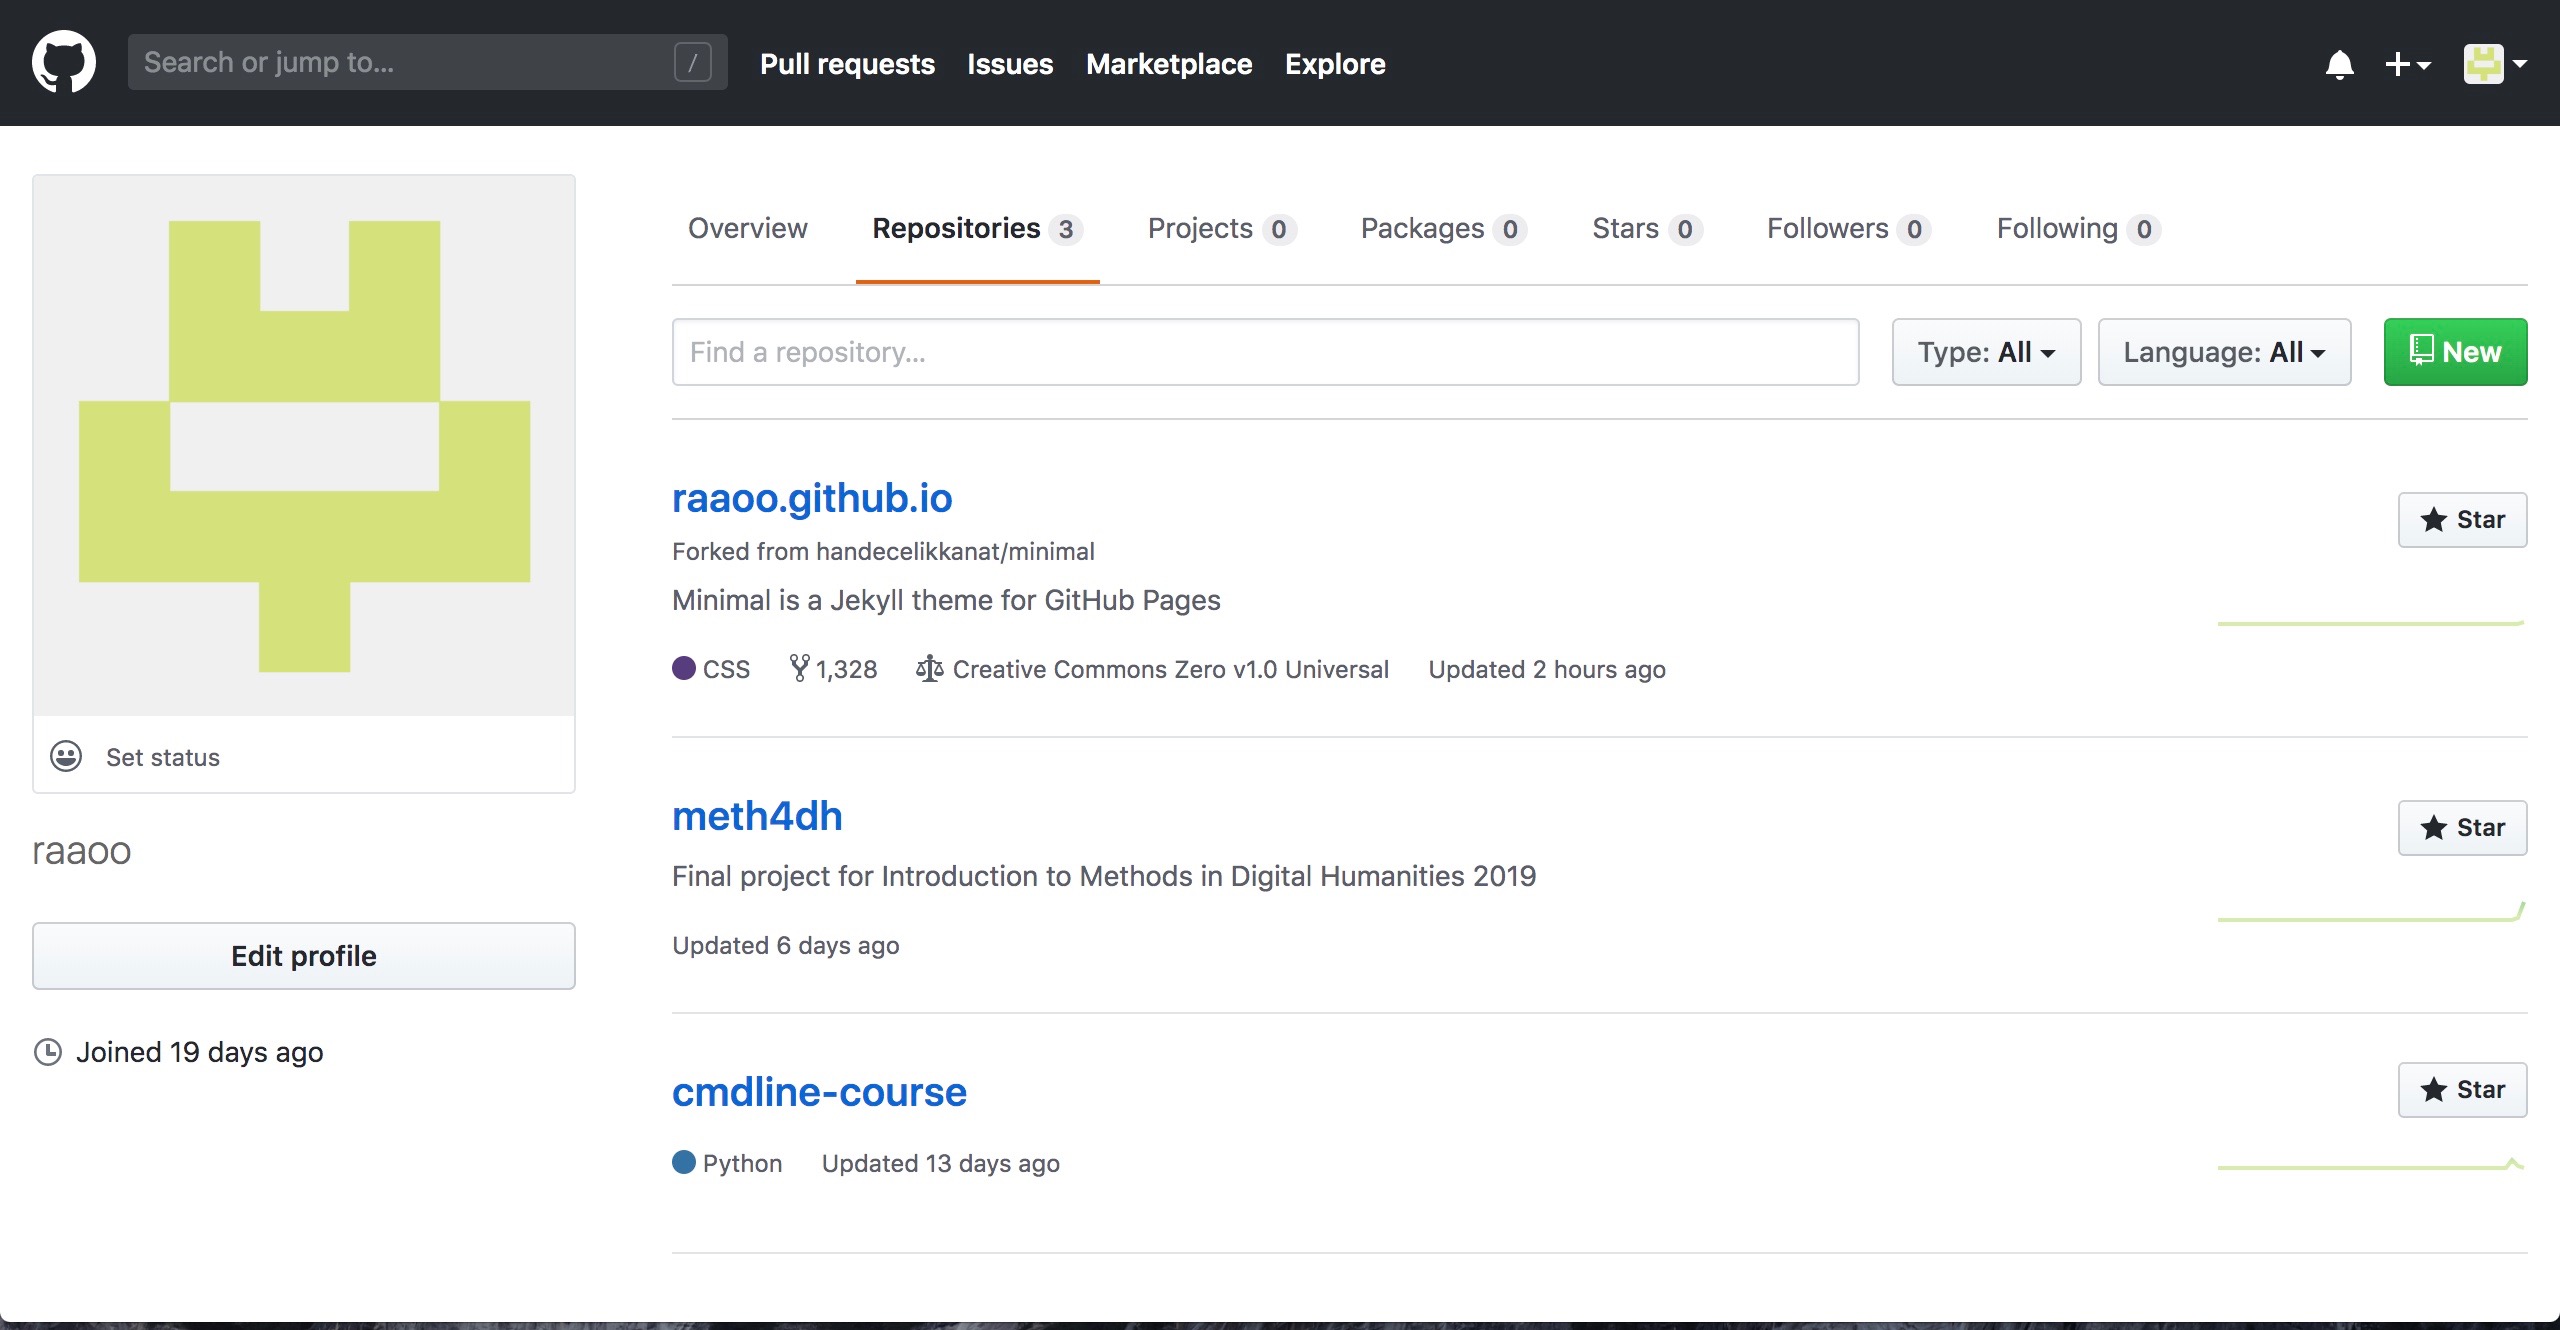 Search or jump to... /
Pull requests Issues Marketplace Explore
Overview Repositories 3 Projects 0 Packages 0 Stars 0 Followers 0 Following 0
Find a repository... Type: All Language: All New
raaoo.github.io
Star
Forked from handecelikkanat/minimal
Minimal is a Jekyll theme for GitHub Pages
CSS 1,328 Creative Commons Zero v1.0 Universal Updated 2 hours ago
Set status
raaoo
Edit profile
Joined 19 days ago
meth4dh
Star
Final project for Introduction to Methods in Digital Humanities 2019
Updated 6 days ago
cmdline-course
Star
Python Updated 13 days ago